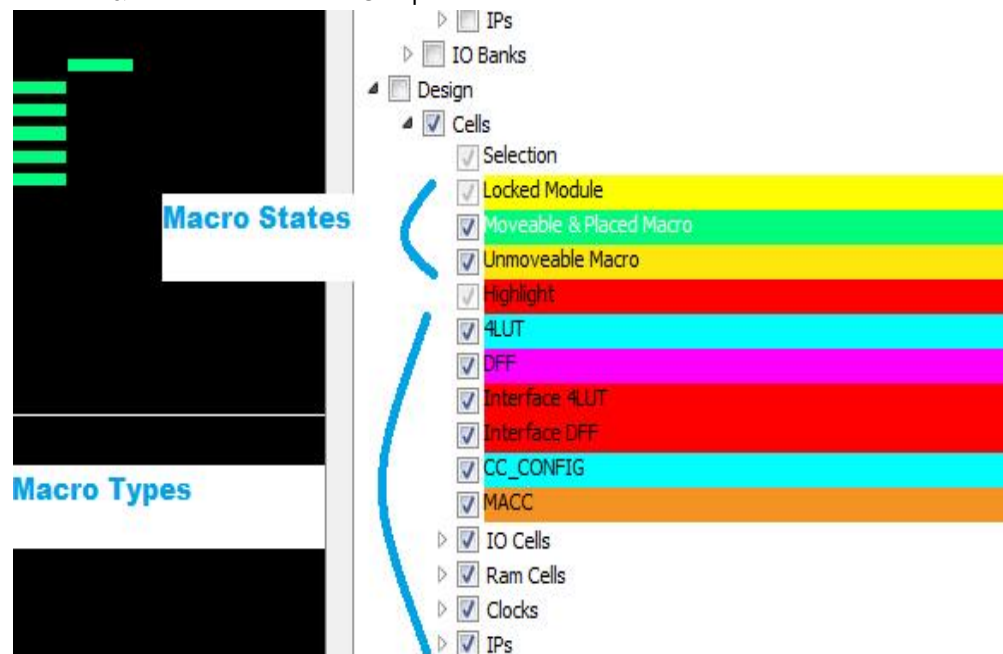 IPs
IO Banks
Design
Cells
Selection
Locked Module
Macro States
Moveable & Placed Macro
Unmoveable Macro
Highlight
4LUT
DFF
Interface 4LUT
Interface DFF
CC_CONFIG
Macro Types
MACC
IO Cells
Ram Cells
Clocks
IPs